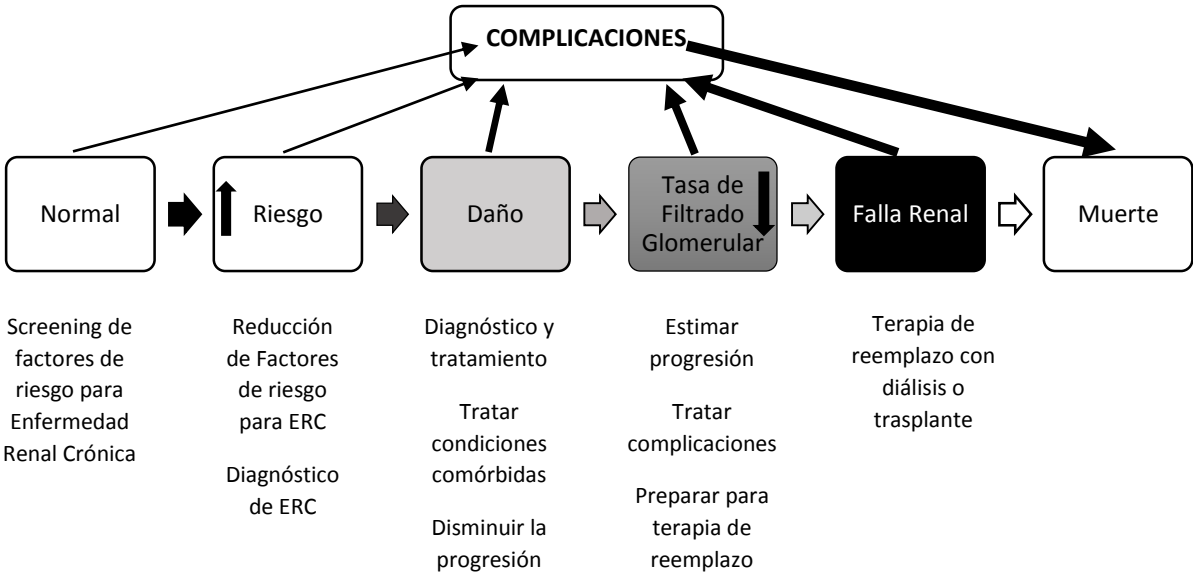 COMPLICACIONES
Normal
Riesgo
Daño
Tasa de
Filtrado
Glomerular
Falla Renal
Muerte
Screening de
factores de
riesgo para
Enfermedad
Renal Crónica
Reducción
de Factores
de riesgo
para ERC
Diagnóstico
de ERC
Diagnóstico y
tratamiento
Tratar
condiciones
comórbidas
Disminuir la
progresión
Estimar
progresión
Tratar
complicaciones
Preparar para
terapia de
reemplazo
Terapia de
reemplazo con
diálisis o
trasplante